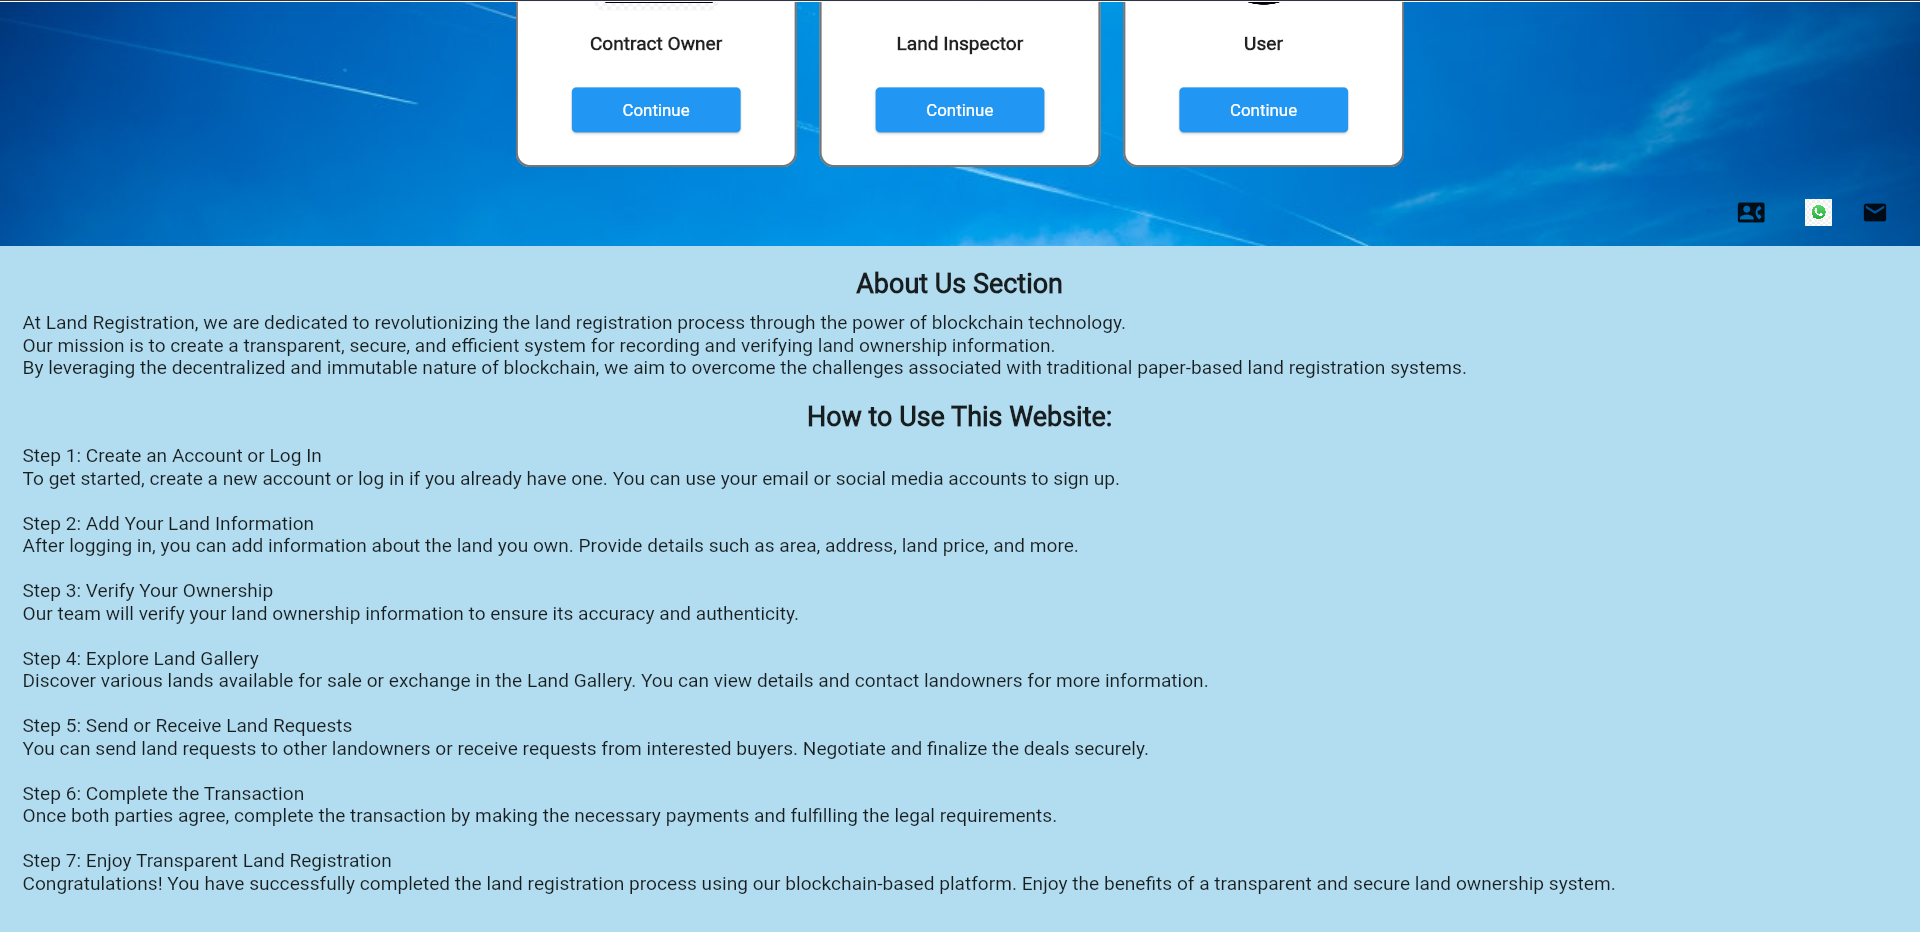 Contract Owner
Land Inspector
User
Continue
Continue
Continue
About Us Section
At Land Registration, we are dedicated to revolutionizing the land registration process through the power of blockchain technology.
Our mission is to create a transparent, secure, and efficient system for recording and verifying land ownership information.
By leveraging the decentralized and immutable nature of blockchain, we aim to overcome the challenges associated with traditional paper-based land registration systems.
How to Use This Website:
Step 1: Create an Account or Log In
To get started, create a new account or log in if you already have one. You can use your email or social media accounts to sign up.
Step 2: Add Your Land Information
After logging in, you can add information about the land you own. Provide details such as area, address, land price, and more.
Step 3: Verify Your Ownership
Our team will verify your land ownership information to ensure its accuracy and authenticity.
Step 4: Explore Land Gallery
Discover various lands available for sale or exchange in the Land Gallery. You can view details and contact landowners for more information.
Step 5: Send or Receive Land Requests
You can send land requests to other landowners or receive requests from interested buyers. Negotiate and finalize the deals securely.
Step 6: Complete the Transaction
Once both parties agree, complete the transaction by making the necessary payments and fulfilling the legal requirements.
Step 7: Enjoy Transparent Land Registration
Congratulations! You have successfully completed the land registration process using our blockchain-based platform. Enjoy the benefits of a transparent and secure land ownership system.